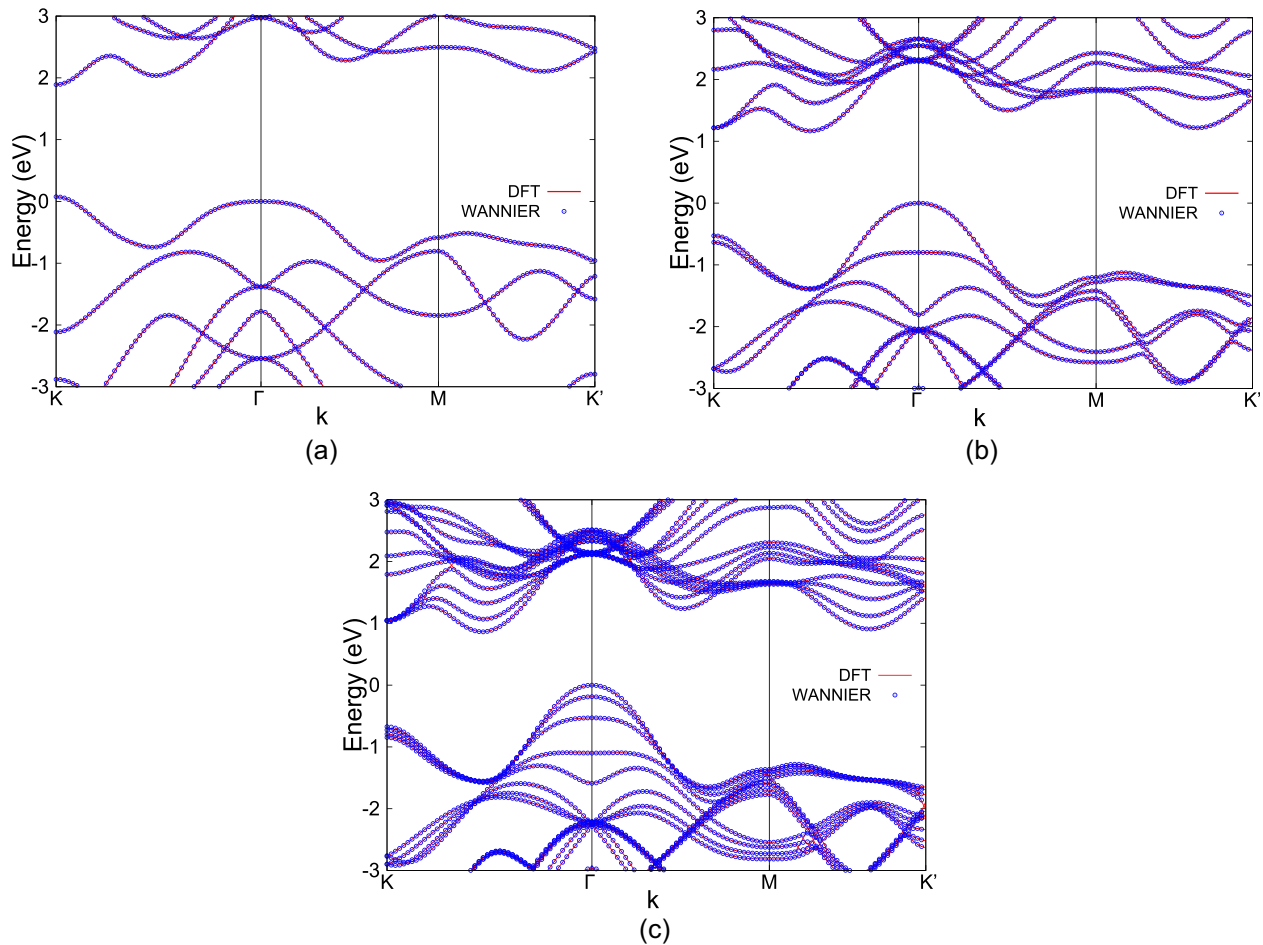 3
2
1
0
-1
-2
-3
Energy (eV)
DFT
WANNIER
K
Γ
M
K'
k
(a)
3
2
1
0
-1
-2
-3
Energy (eV)
DFT
WANNIER
K
Γ
M
K'
k
(b)
3
2
1
0
-1
-2
-3
Energy (eV)
DFT
WANNIER
K
Γ
M
K'
k
(c)